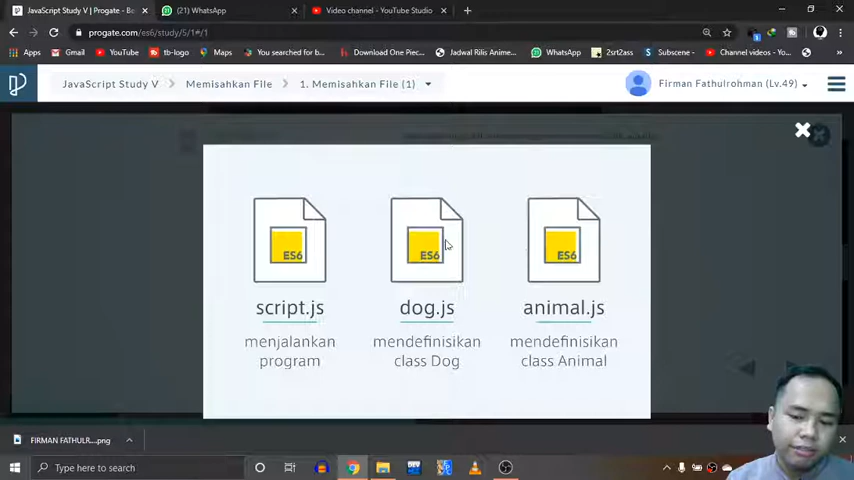 JavaScript Study V | Progate - Be
(21) WhatsApp
Video channel - YouTube Studio
progate.com/es6/study/5/1#/1
Apps
Gmail
YouTube
tb-logo
Maps
You searched for b...
Download One Piec...
Jadwal Rilis Anime...
WhatsApp
2srt2ass
Subscene -
Channel videos - Yo...
JavaScript Study V
Memisahkan File
1. Memisahkan File (1)
Firman Fathulrohman (Lv.49)
ES6
ES6
ES6
script.js
dog.js
animal.js
menjalankan
program
mendefinisikan
class Dog
mendefinisikan
class Animal
FIRMAN FATHULR....png
Type here to search